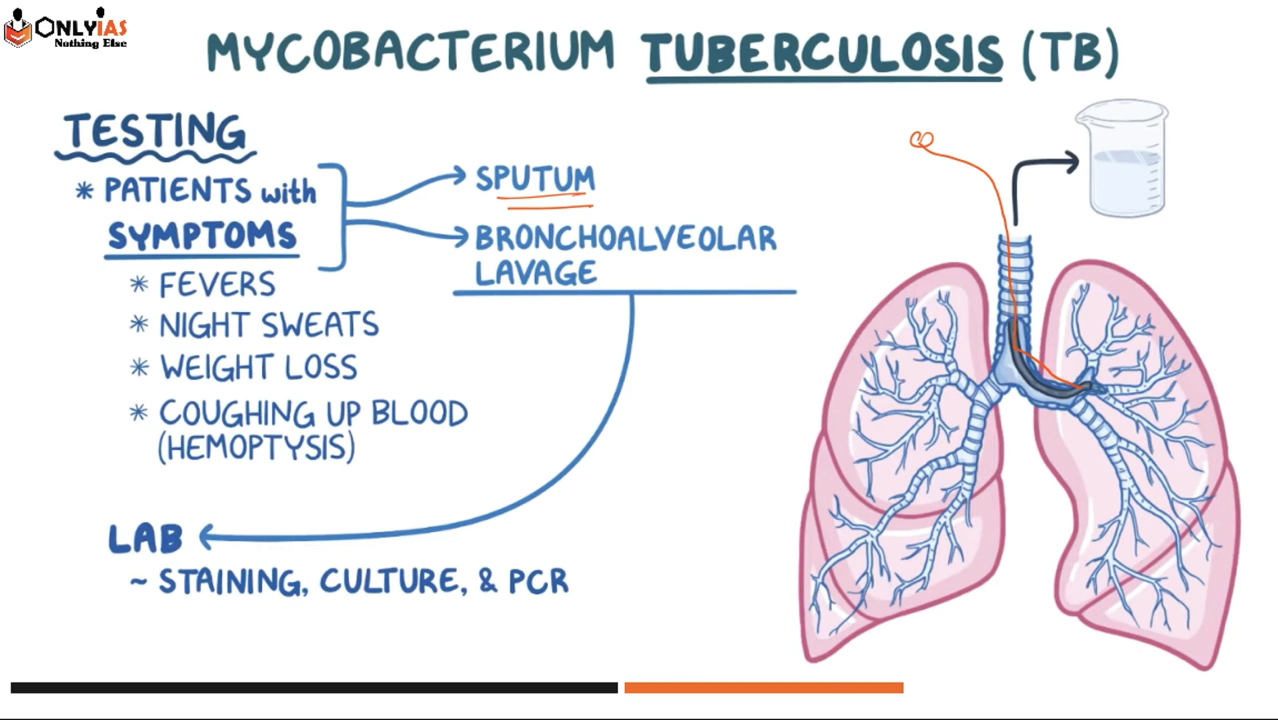 ONLYIAS
Nothing Else
MYCOBACTERIUM TUBERCULOSIS (TB)
TESTING
* PATIENTS with
SYMPTOMS
* FEVERS
* NIGHT SWEATS
* WEIGHT LOSS
* COUGHING UP BLOOD
(HEMOPTYSIS)
SPUTUM
BRONCHOALVEOLAR
LAVAGE
LAB
~ STAINING, CULTURE, & PCR